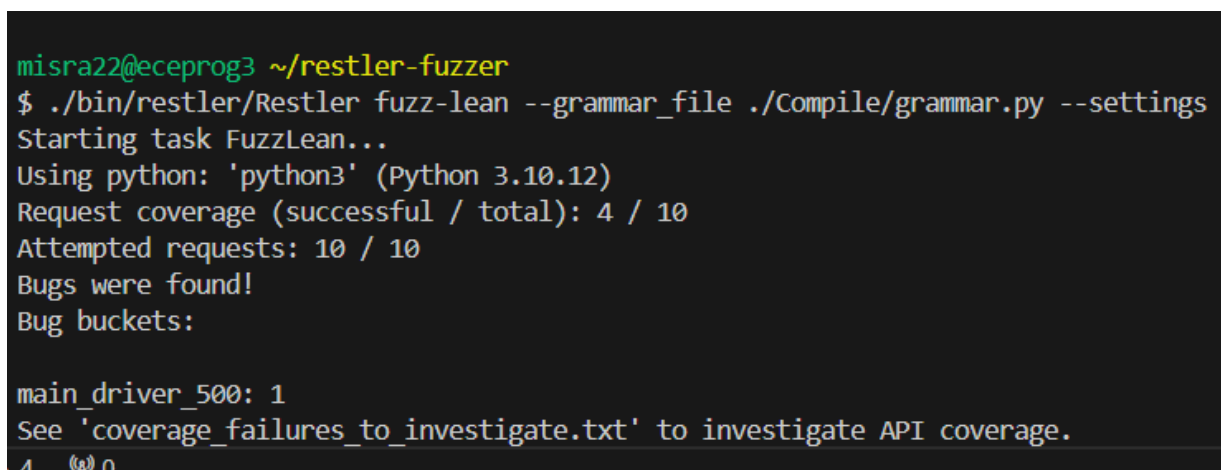 misra22@eceprog3 ~/restler-fuzzer
$ ./bin/restler/Restler fuzz-lean --grammar_file ./Compile/grammar.py --settings
Starting task FuzzLean...
Using python: 'python3' (Python 3.10.12)
Request coverage (successful / total): 4 / 10
Attempted requests: 10 / 10
Bugs were found!
Bug buckets:
main_driver_500: 1
See 'coverage_failures_to_investigate.txt' to investigate API coverage.